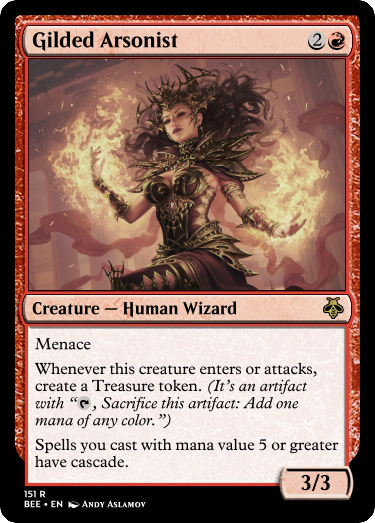 Gilded Arsonist 2
Creature — Human Wizard
Menace
Whenever this creature enters or attacks,
create a Treasure token. (It's an artifact
with “, Sacrifice this artifact: Add one
mana of any color.”)
Spells you cast with mana value 5 or greater
have cascade.
3/3
151 R
BEE • EN Andy Aslamov